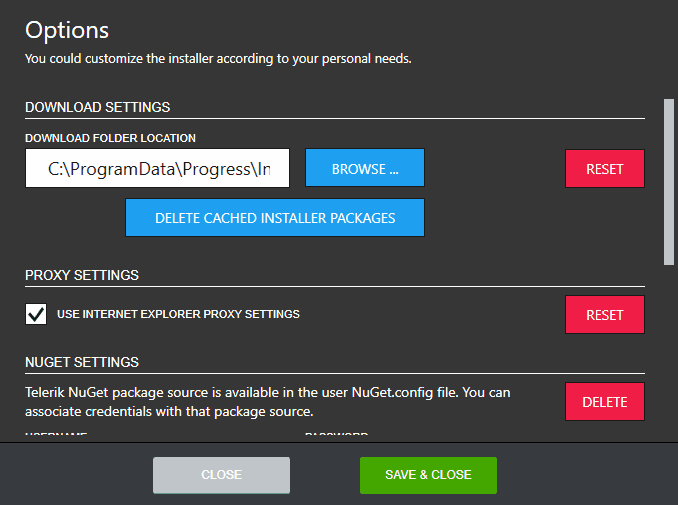 Options
You could customize the installer according to your personal needs.
DOWNLOAD SETTINGS
DOWNLOAD FOLDER LOCATION
C:\ProgramData\Progress\In
BROWSE ...
RESET
DELETE CACHED INSTALLER PACKAGES
PROXY SETTINGS
USE INTERNET EXPLORER PROXY SETTINGS
RESET
NUGET SETTINGS
Telerik NuGet package source is available in the user NuGet.config file. You can
associate credentials with that package source.
DELETE
USERNAME
PASSWORD
CLOSE
SAVE & CLOSE